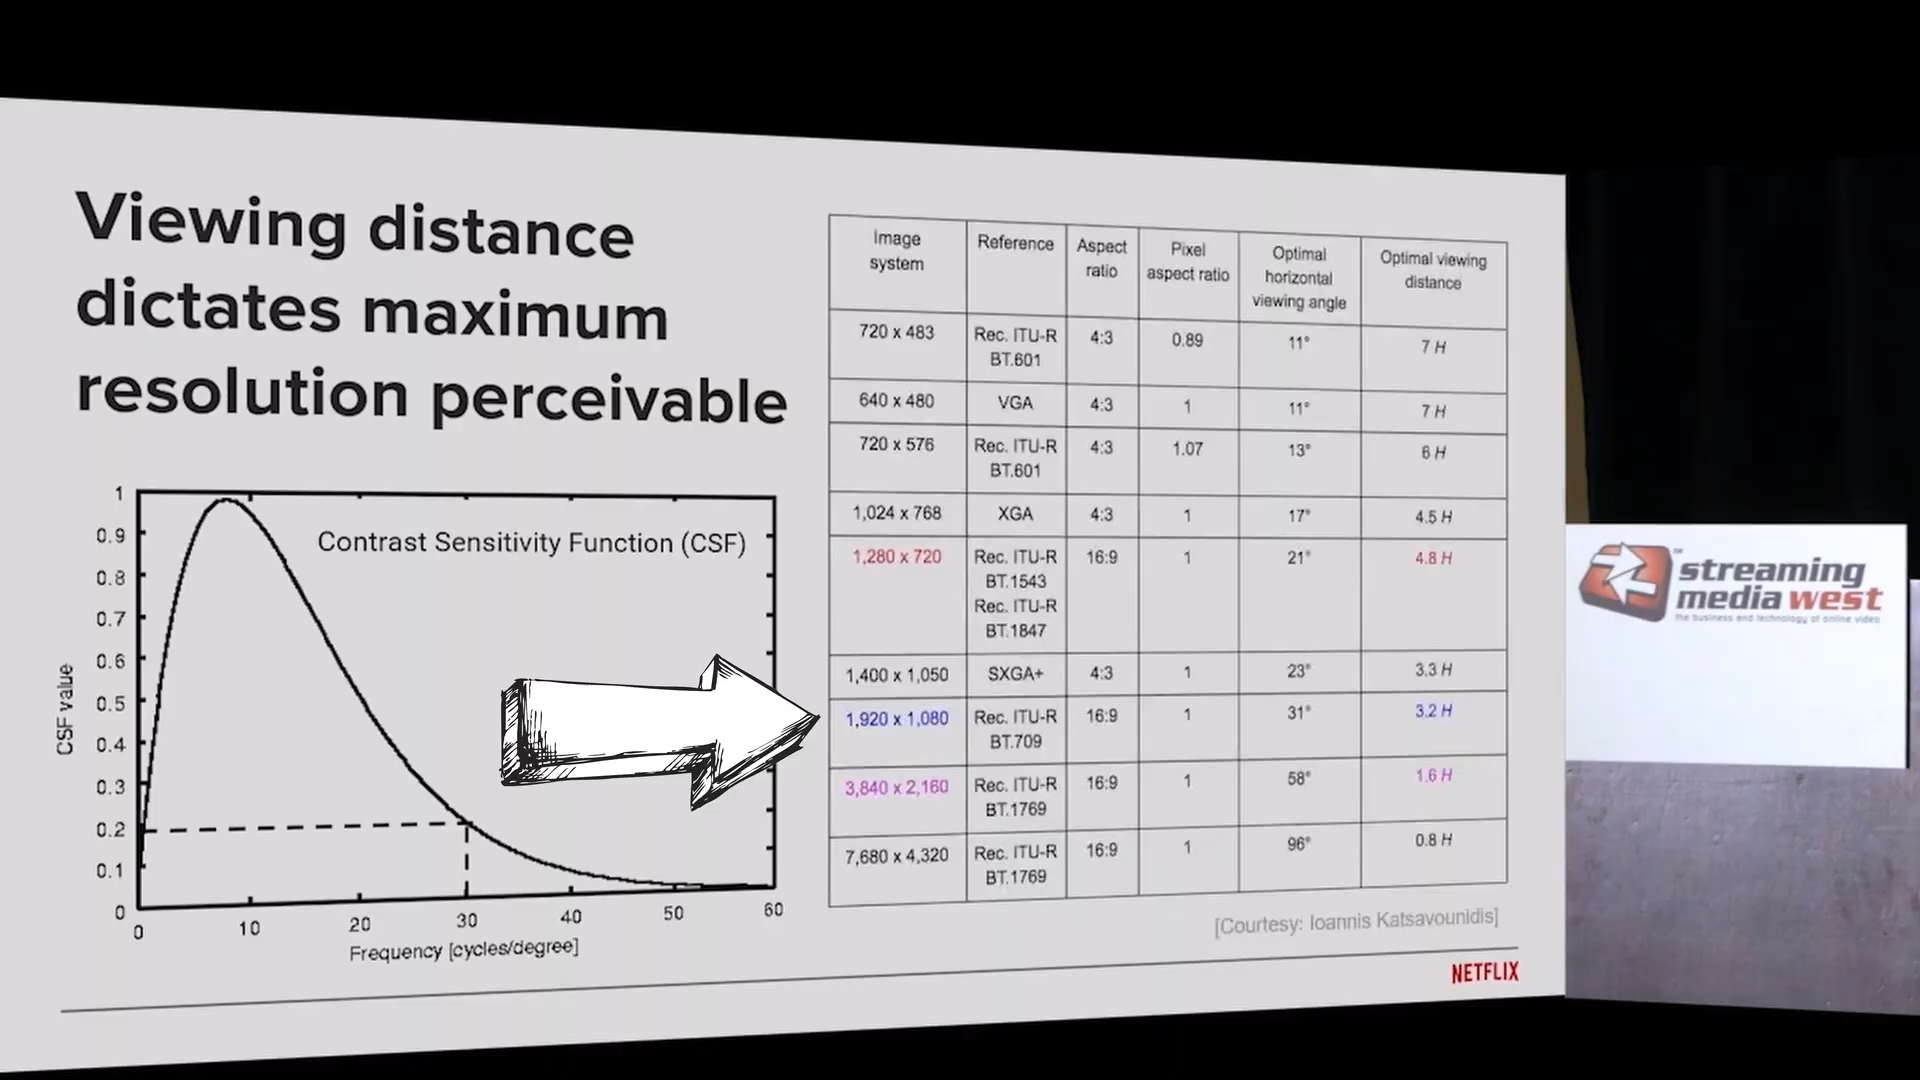 Viewing distance
dictates maximum
resolution perceivable
1
0.9
0.8
0.7
0.6
0.5
0.4
0.3
0.2
0.1
0
CSF value
Contrast Sensitivity Function (CSF)
0 10 20 30 40 50 60
Frequency [cycles/degree]
Image system Reference Aspect ratio Pixel aspect ratio Optimal horizontal viewing angle Optimal viewing distance
720 x 483 Rec. ITU-R BT.601 4:3 0.89 11° 7 H
640 x 480 VGA 4:3 1 11° 7 H
720 x 576 Rec. ITU-R BT.601 4:3 1.07 13° 6 H
1,024 x 768 XGA 4:3 1 17° 4.5 H
1,280 x 720 Rec. ITU-R BT.1543 Rec. ITU-R BT.1847 16:9 1 21° 4.8 H
1,400 x 1,050 SXGA+ 4:3 1 23° 3.3 H
1,920 x 1,080 Rec. ITU-R BT.709 16:9 1 31° 3.2 H
3,840 x 2,160 Rec. ITU-R BT.1769 16:9 1 58° 1.6 H
7,680 x 4,320 Rec. ITU-R BT.1769 16:9 1 96° 0.8 H
[Courtesy: Ioannis Katsavounidis]
NETFLIX
streaming
media west
the business and technology of online video